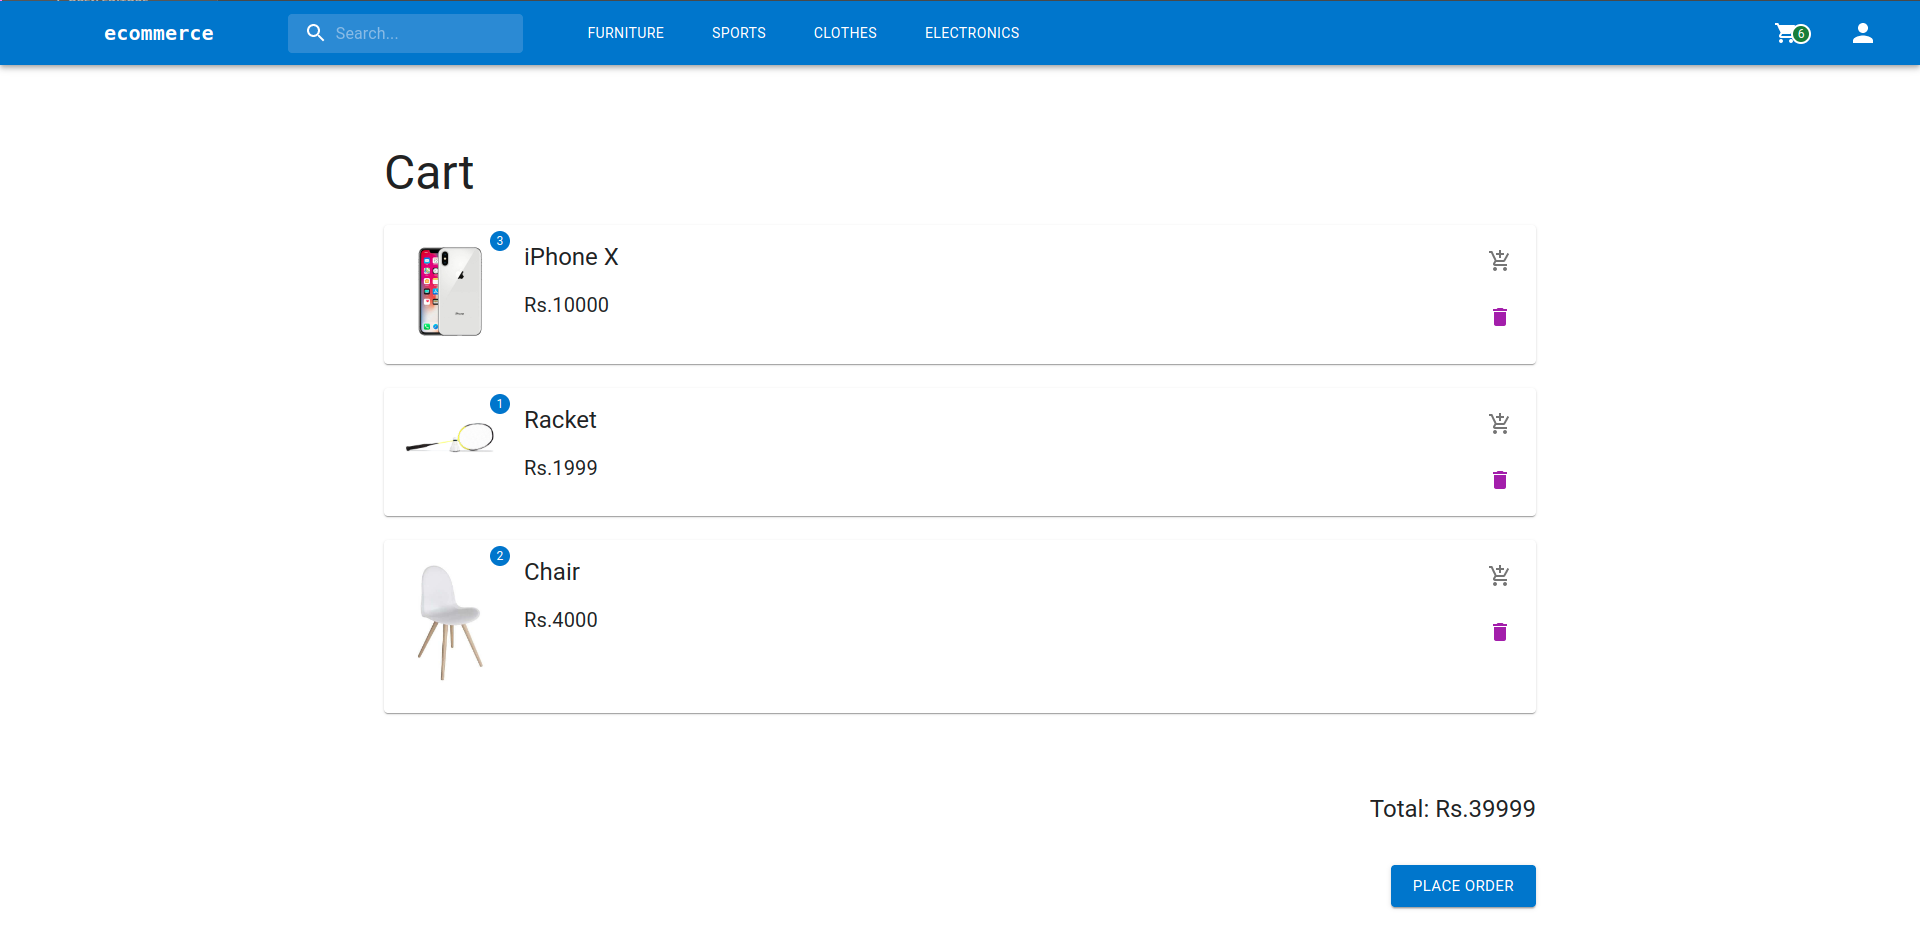 ecommerce
Search...
FURNITURE
SPORTS
CLOTHES
ELECTRONICS
6
Cart
3
iPhone X
Rs.10000
1
Racket
Rs.1999
2
Chair
Rs.4000
Total: Rs.39999
PLACE ORDER